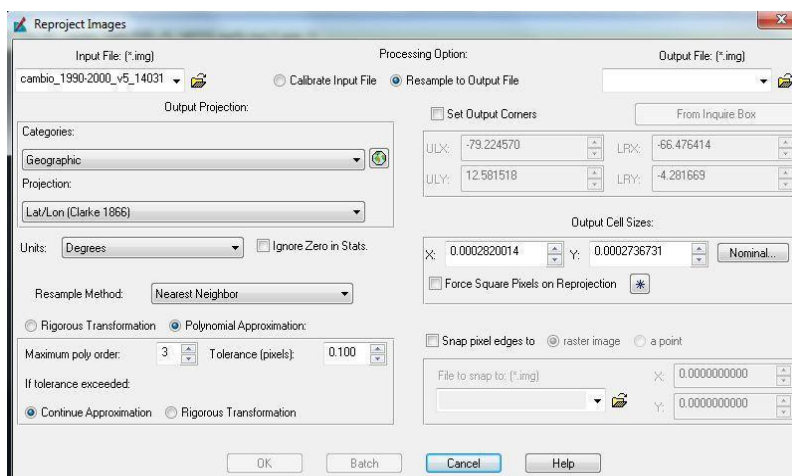 Reproject Images
Input File: (*.img)
Processing Option:
Output File: (*.img)
cambio_1990-2000_v5_14031
Calibrate Input File
Resample to Output File
Output Projection:
Categories:
Geographic
Projection:
Lat/Lon (Clarke 1866)
Units:
Degrees
Ignore Zero in Stats.
Resample Method:
Nearest Neighbor
Rigorous Transformation
Polynomial Approximation:
Maximum poly order:
3
Tolerance (pixels):
0.100
If tolerance exceeded:
Continue Approximation
Rigorous Transformation
Set Output Corners
From Inquire Box
ULX: -79.224570 LRX: -66.476414
ULY: 12.581518 LRY: -4.281669
Output Cell Sizes:
X: 0.0002820014 Y: 0.0002736731 Nominal...
Force Square Pixels on Reprojection
Snap pixel edges to
raster image
a point
File to snap to: (*.img)
X: 0.0000000000
Y: 0.0000000000
OK
Batch
Cancel
Help